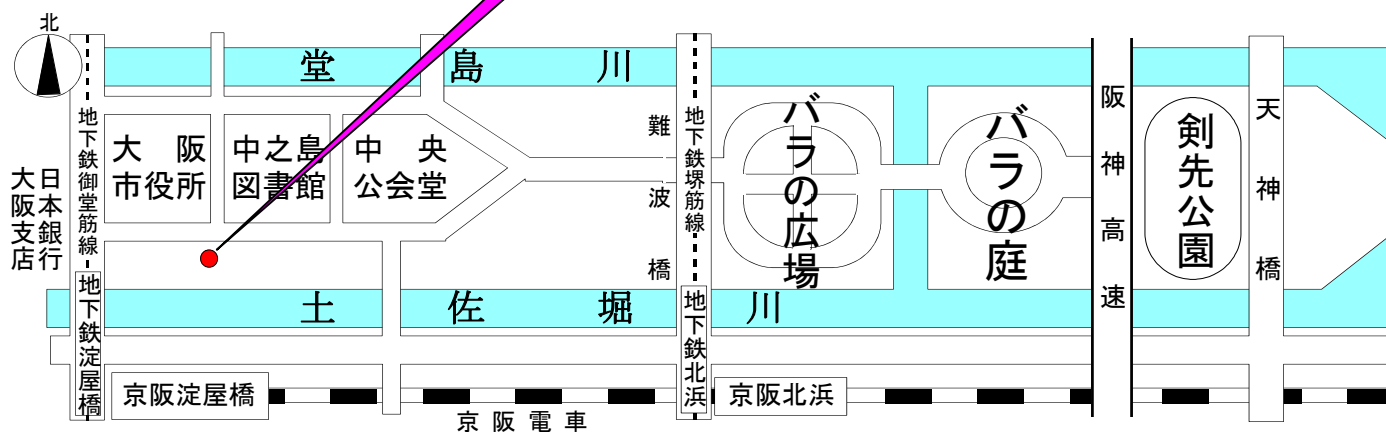 北
堂島川
地下鉄御堂筋線
大阪
市役所
中之島
図書館
中央
公会堂
難波橋
地下鉄堺筋線
バラの広場
バラの庭
阪神高速
剣先公園
天神橋
日本銀行
大阪支店
地下鉄淀屋橋
土佐堀川
地下鉄北浜
京阪淀屋橋
京阪北浜
京阪電車